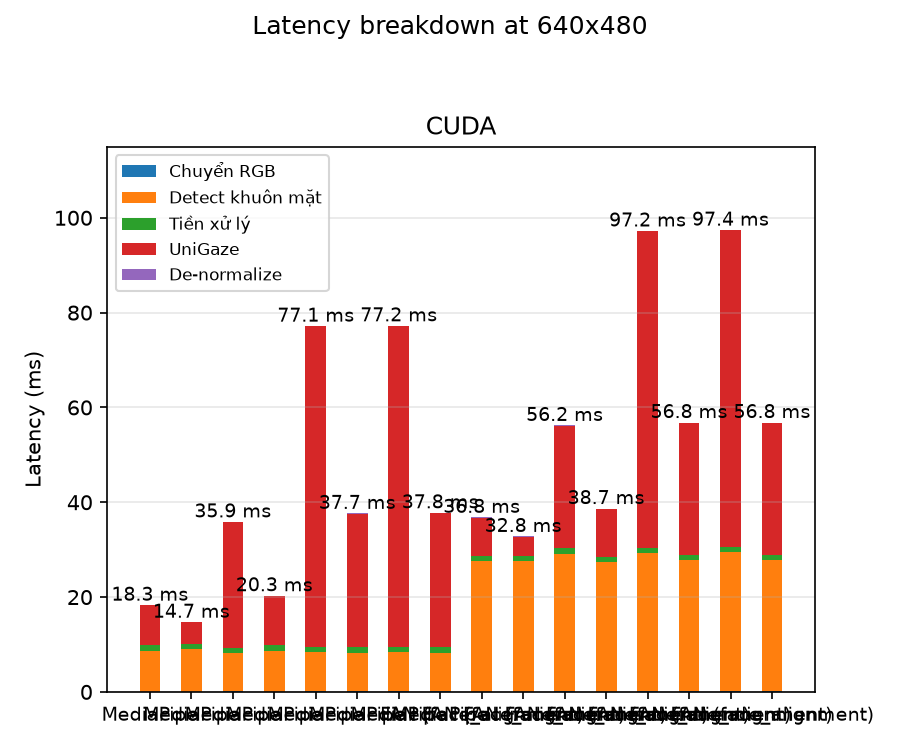 Latency breakdown at 640x480
CUDA
Chuyển RGB
Detect khuôn mặt
Tiền xử lý
UniGaze
De-normalize
Latency (ms)
100
80
60
40
20
0
18.3 ms
14.7 ms
35.9 ms
20.3 ms
77.1 ms
37.7 ms
77.2 ms
37.8 ms
36.8 ms
32.8 ms
56.2 ms
38.7 ms
97.2 ms
56.8 ms
97.4 ms
56.8 ms